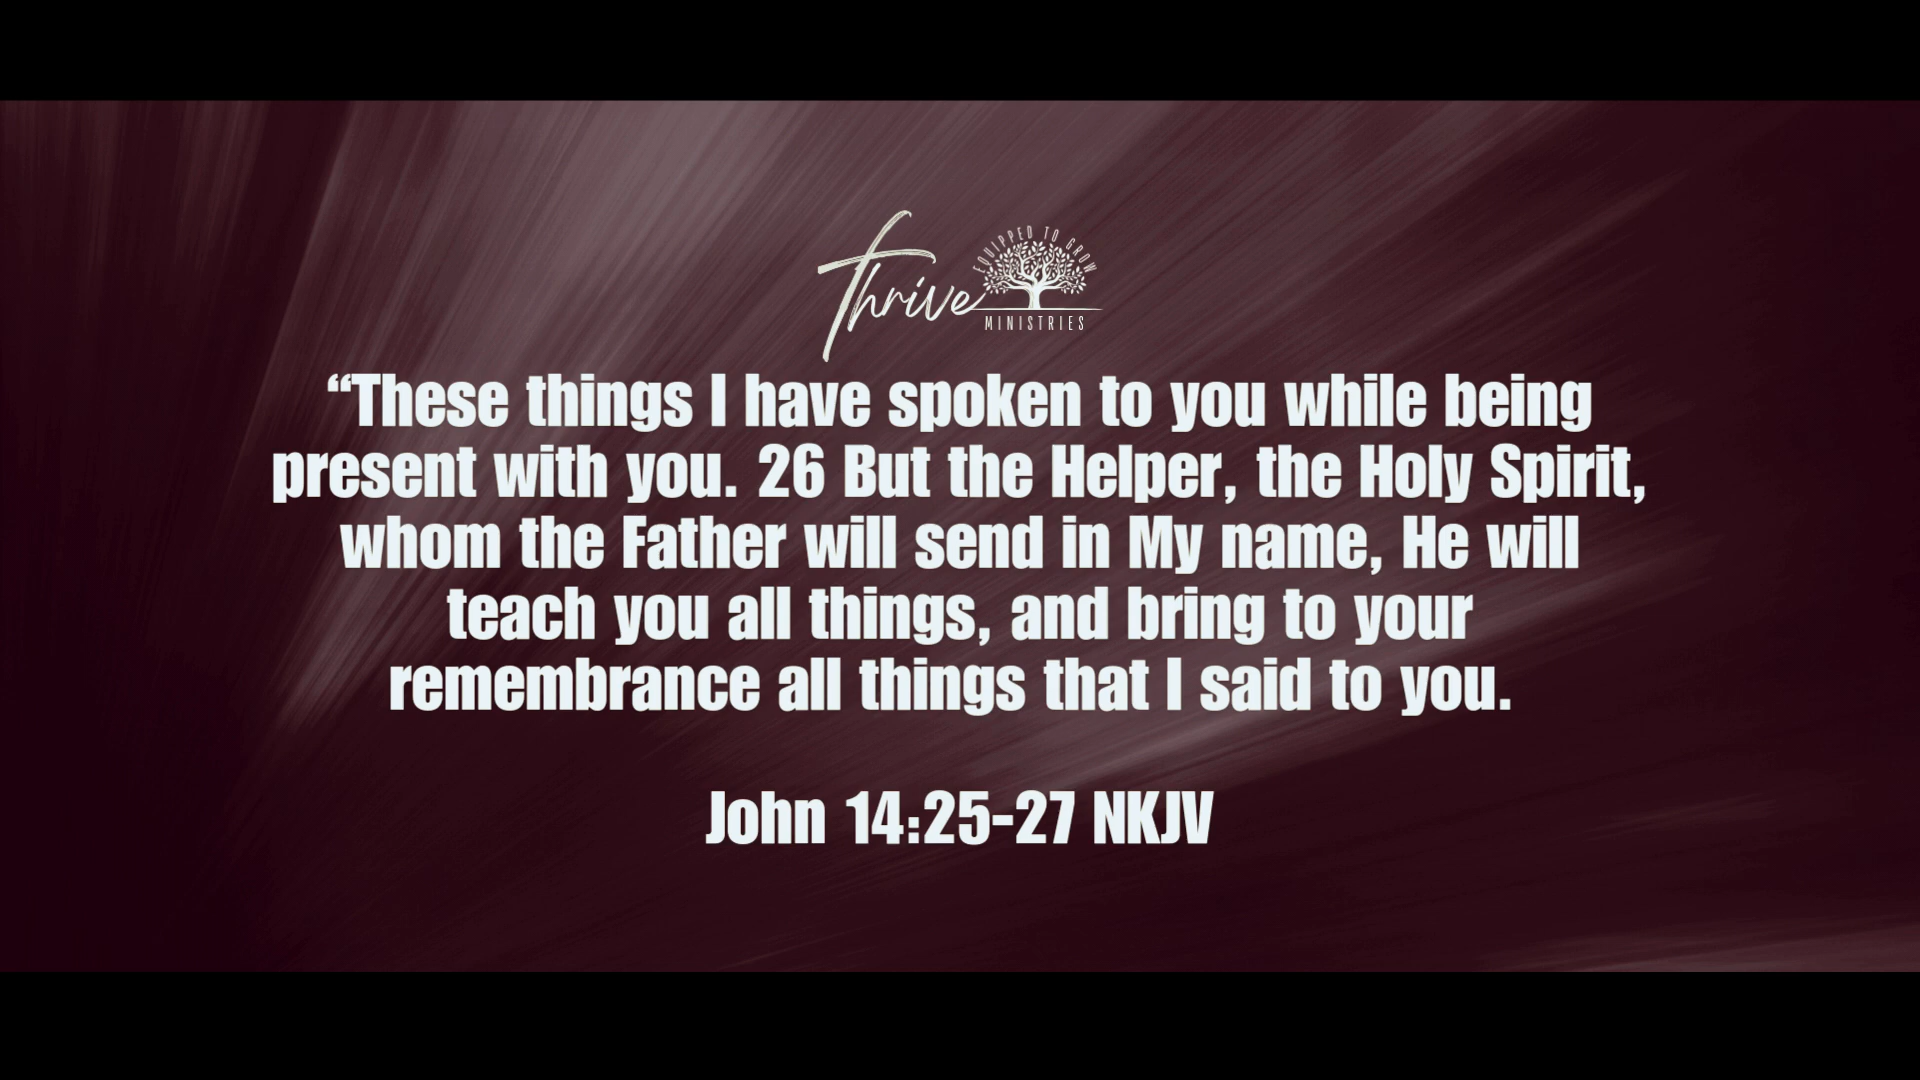 Thrive
EQUIPPED TO GROW
MINISTRIES
“These things I have spoken to you while being
present with you. 26 But the Helper, the Holy Spirit,
whom the Father will send in My name, He will
teach you all things, and bring to your
remembrance all things that I said to you.
John 14:25-27 NKJV